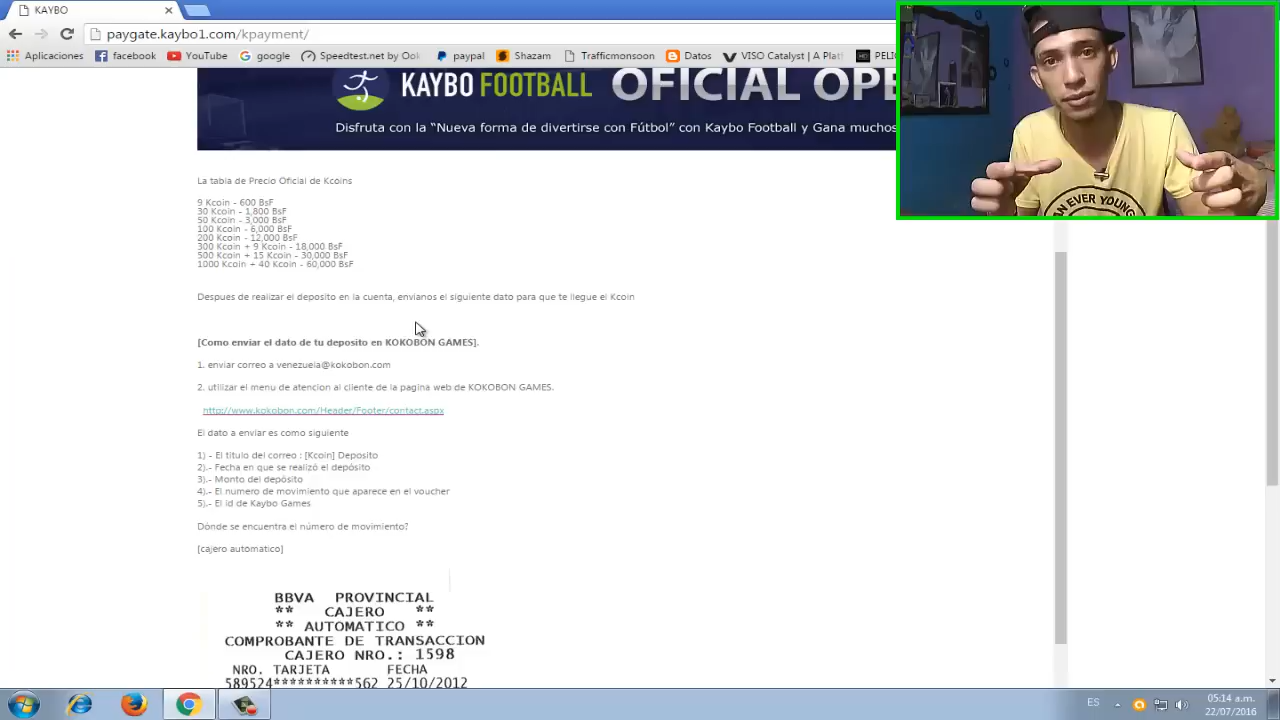 KAYBO
paygate.kaybo1.com/kpayment/
Aplicaciones facebook google Speedtest.net by Ookl paypal Shazam Trafficmonsoon Datos VISO Catalyst | A Plat PELIC
KAYBO FOOTBALL OFICIAL OPE
Disfruta con la “Nueva forma de divertirse con Fútbol” con Kaybo Football y Gana muchos
La tabla de Precio Oficial de Kcoins
9 Kcoin - 600 BsF
30 Kcoin - 1,800 BsF
50 Kcoin - 3,000 BsF
100 Kcoin - 6,000 BsF
200 Kcoin - 12,000 BsF
300 Kcoin + 9 Kcoin - 18,000 BsF
500 Kcoin + 15 Kcoin - 30,000 BsF
1000 Kcoin + 40 Kcoin - 60,000 BsF
Despues de realizar el deposito en la cuenta, envianos el siguiente dato para que te llegue el Kcoin
[Como enviar el dato de tu deposito en KOKOBON GAMES].
1. enviar correo a venezuela@kokobon.com
2. utilizar el menu de atencion al cliente de la pagina web de KOKOBON GAMES.
http://www.kokobon.com/Header/Footer/contact.aspx
El dato a enviar es como siguiente
1) - El titulo del correo : [Kcoin] Deposito
2).- Fecha en que se realizó el depósito
3).- Monto del depósito
4).- El numero de movimiento que aparece en el voucher
5).- El id de Kaybo Games
Dónde se encuentra el número de movimiento?
[cajero automatico]
BBVA PROVINCIAL
** CAJERO **
** AUTOMATICO **
COMPROBANTE DE TRANSACCION
CAJERO NRO.: 1598
NRO. TARJETA FECHA
589524**********562 25/10/2012
AN EVER YOUNG
ES
05:14 a.m.
22/07/2016